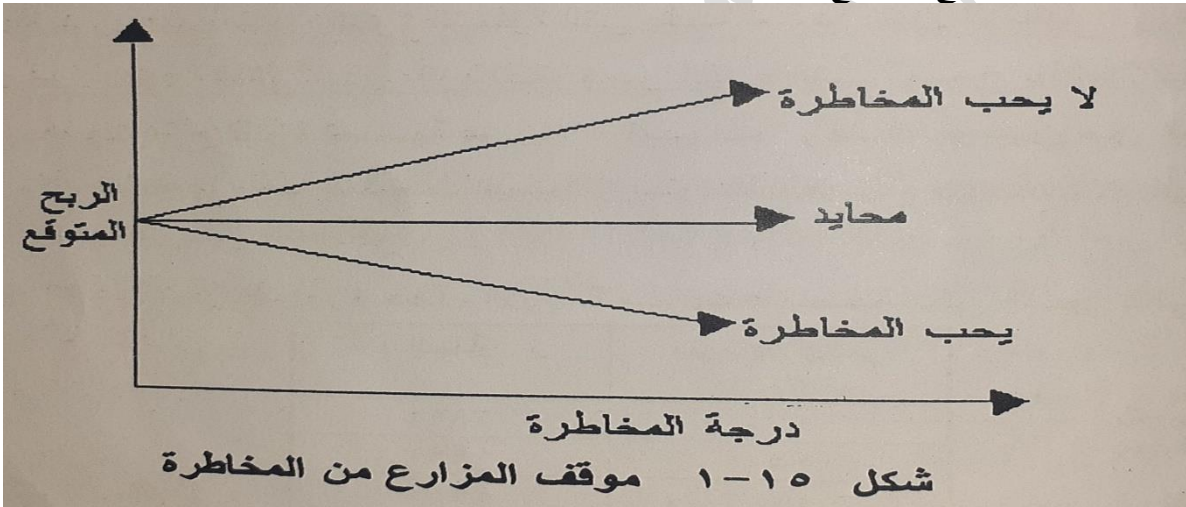 لا يحب المخاطرة
الربح
المتوقع
محايد
يحب المخاطرة
درجة المخاطرة
شكل ١٥-١ موقف المزارع من المخاطرة